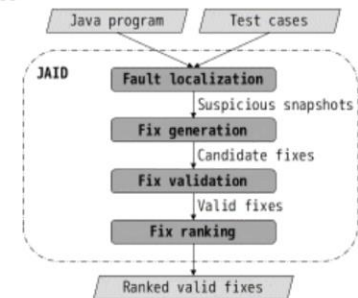 Java program
Test cases
JAID
Fault localization
Suspicious snapshots
Fix generation
Candidate fixes
Fix validation
Valid fixes
Fix ranking
Ranked valid fixes